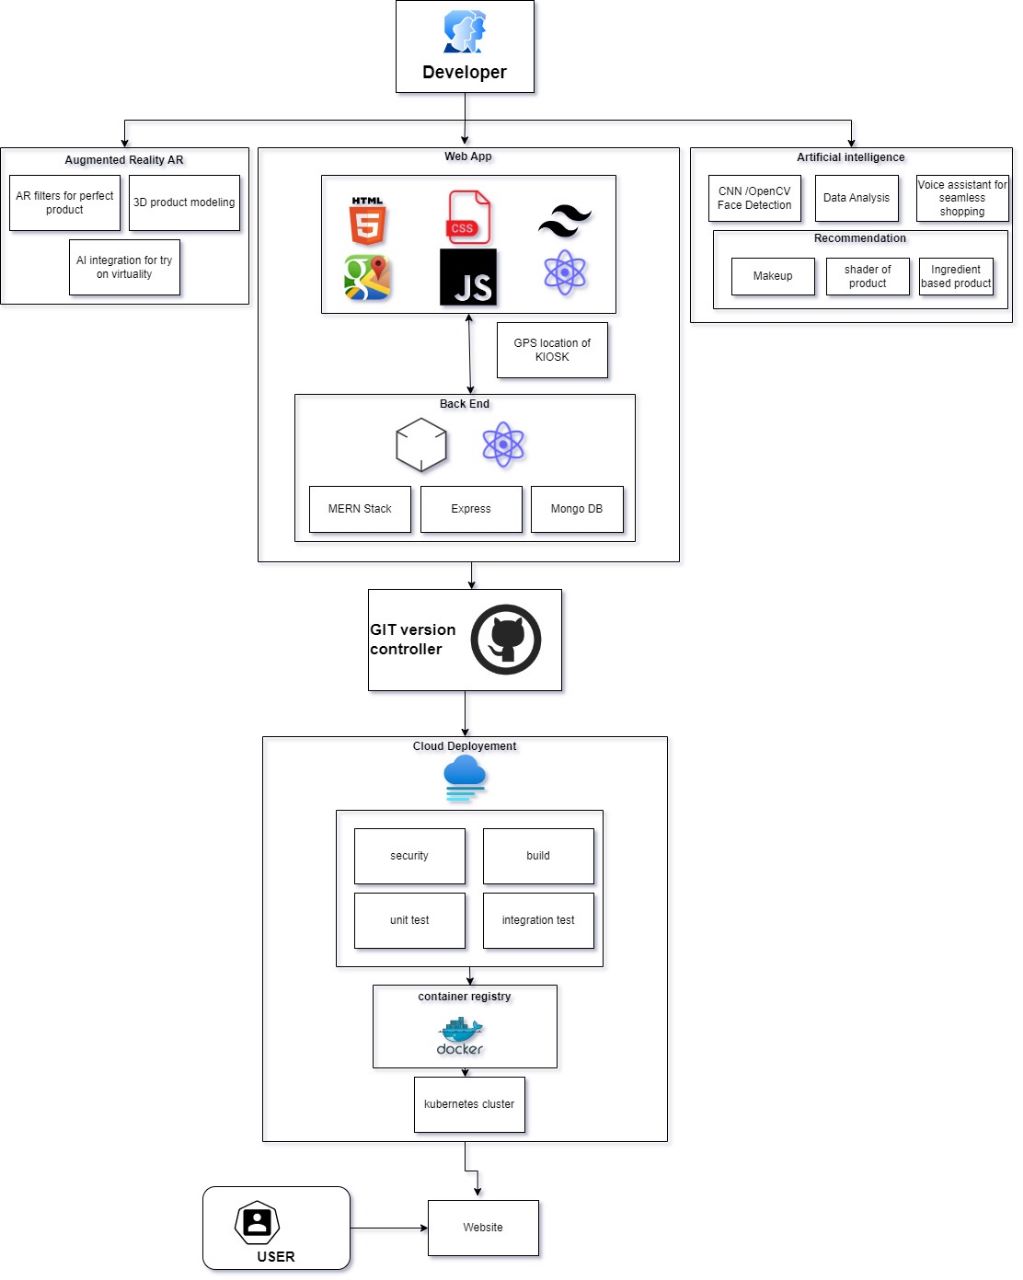 Developer
Augmented Reality AR
AR filters for perfect
product
3D product modeling
AI integration for try
on virtuality
Web App
HTML
5
CSS
JS
GPS location of
KIOSK
Back End
MERN Stack
Express
Mongo DB
Artificial intelligence
CNN /OpenCV
Face Detection
Data Analysis
Voice assistant for
seamless
shopping
Recommendation
Makeup
shader of
product
Ingredient
based product
GIT version
controller
Cloud Deployement
security
build
unit test
integration test
container registry
docker
kubernetes cluster
USER
Website